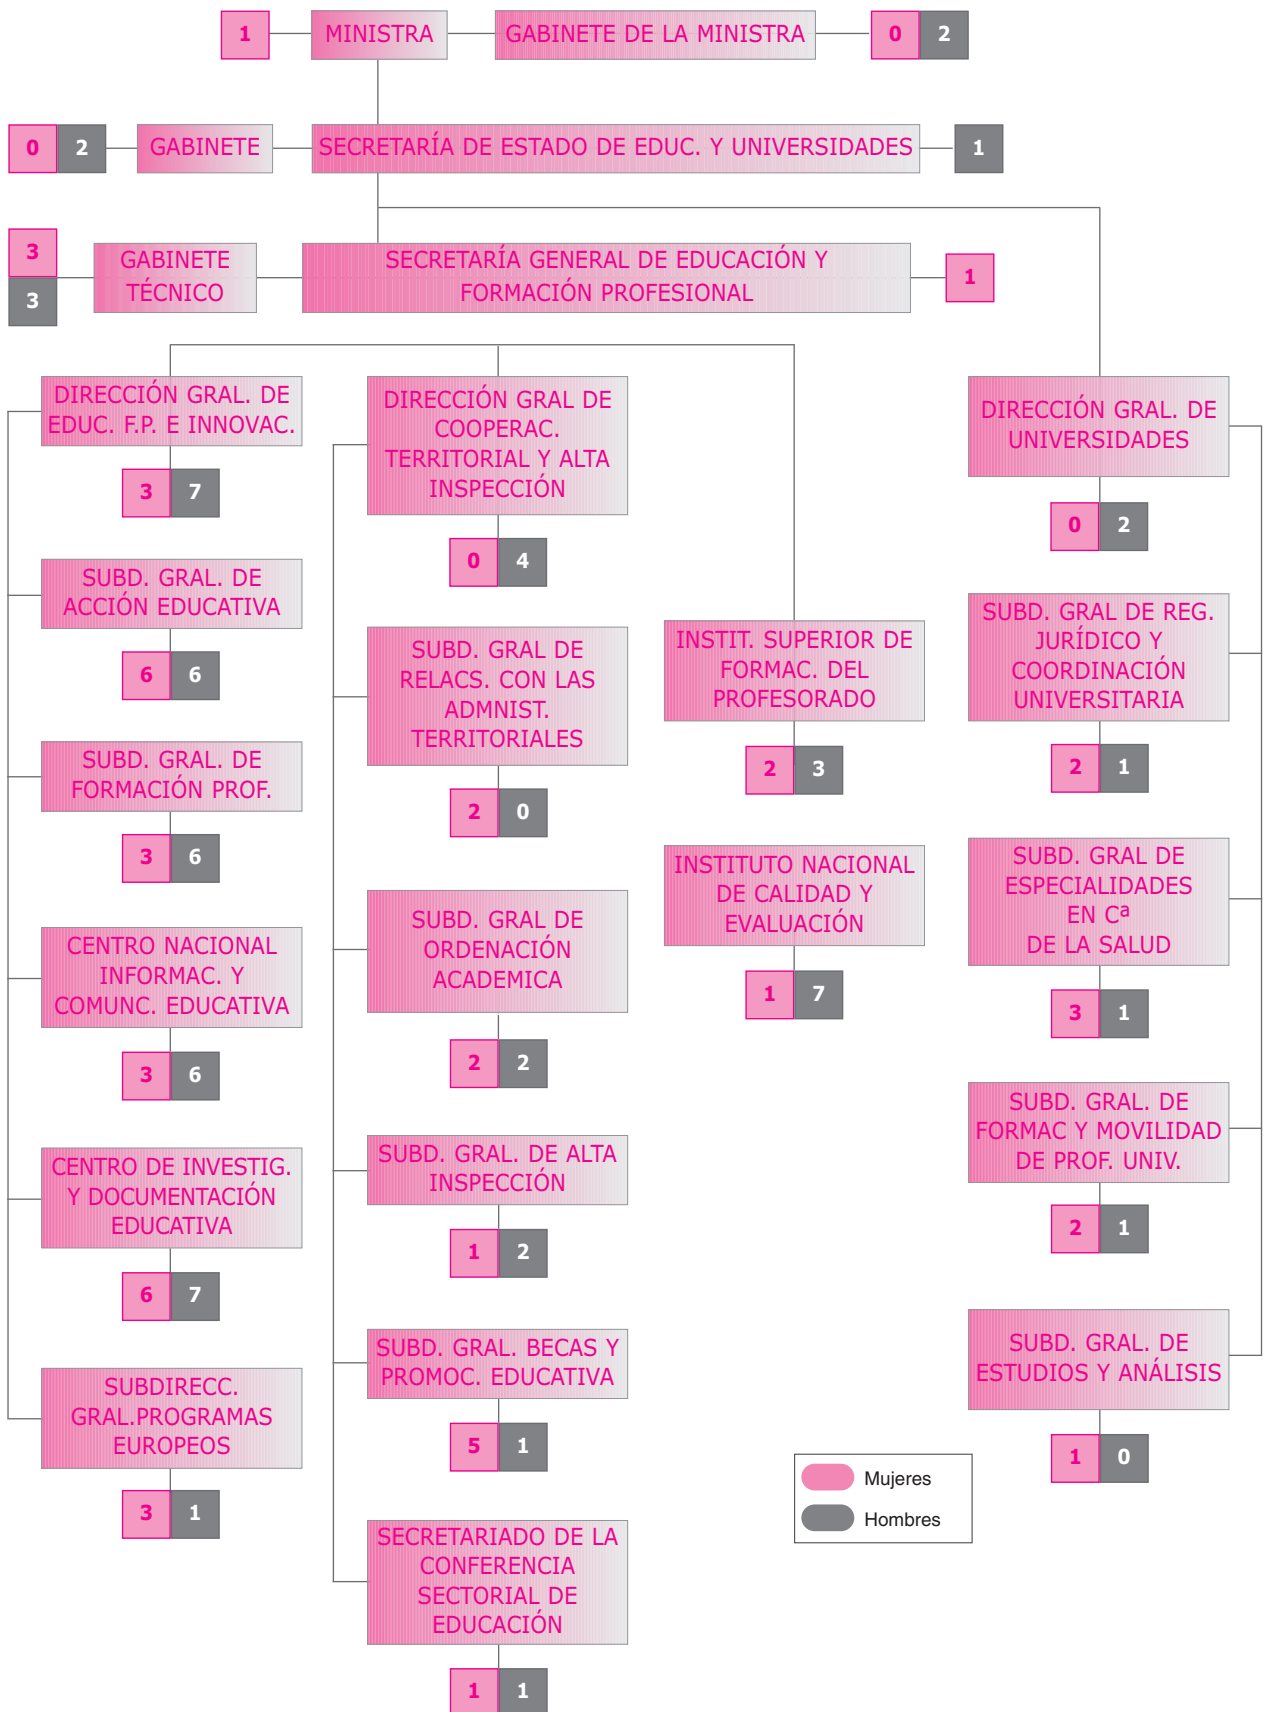 1
MINISTRA
GABINETE DE LA MINISTRA
0 2
0 2
GABINETE
SECRETARÍA DE ESTADO DE EDUC. Y UNIVERSIDADES
1
3
3
GABINETE
TÉCNICO
SECRETARÍA GENERAL DE EDUCACIÓN Y
FORMACIÓN PROFESIONAL
1
DIRECCIÓN GRAL. DE
EDUC. F.P. E INNOVAC.
3 7
SUBD. GRAL. DE
ACCIÓN EDUCATIVA
6 6
SUBD. GRAL. DE
FORMACIÓN PROF.
3 6
CENTRO NACIONAL
INFORMAC. Y
COMUNC. EDUCATIVA
3 6
CENTRO DE INVESTIG.
Y DOCUMENTACIÓN
EDUCATIVA
6 7
SUBDIRECC.
GRAL.PROGRAMAS
EUROPEOS
3 1
DIRECCIÓN GRAL DE
COOPERAC.
TERRITORIAL Y ALTA
INSPECCIÓN
0 4
SUBD. GRAL DE
RELACS. CON LAS
ADMNIST.
TERRITORIALES
2 0
SUBD. GRAL DE
ORDENACIÓN
ACADEMICA
2 2
SUBD. GRAL. DE ALTA
INSPECCIÓN
1 2
SUBD. GRAL. BECAS Y
PROMOC. EDUCATIVA
5 1
SECRETARIADO DE LA
CONFERENCIA
SECTORIAL DE
EDUCACIÓN
1 1
INSTIT. SUPERIOR DE
FORMAC. DEL
PROFESORADO
2 3
INSTITUTO NACIONAL
DE CALIDAD Y
EVALUACIÓN
1 7
DIRECCIÓN GRAL. DE
UNIVERSIDADES
0 2
SUBD. GRAL DE REG.
JURÍDICO Y
COORDINACIÓN
UNIVERSITARIA
2 1
SUBD. GRAL DE
ESPECIALIDADES
EN Cª
DE LA SALUD
3 1
SUBD. GRAL. DE
FORMAC Y MOVILIDAD
DE PROF. UNIV.
2 1
SUBD. GRAL. DE
ESTUDIOS Y ANÁLISIS
1 0
Mujeres
Hombres